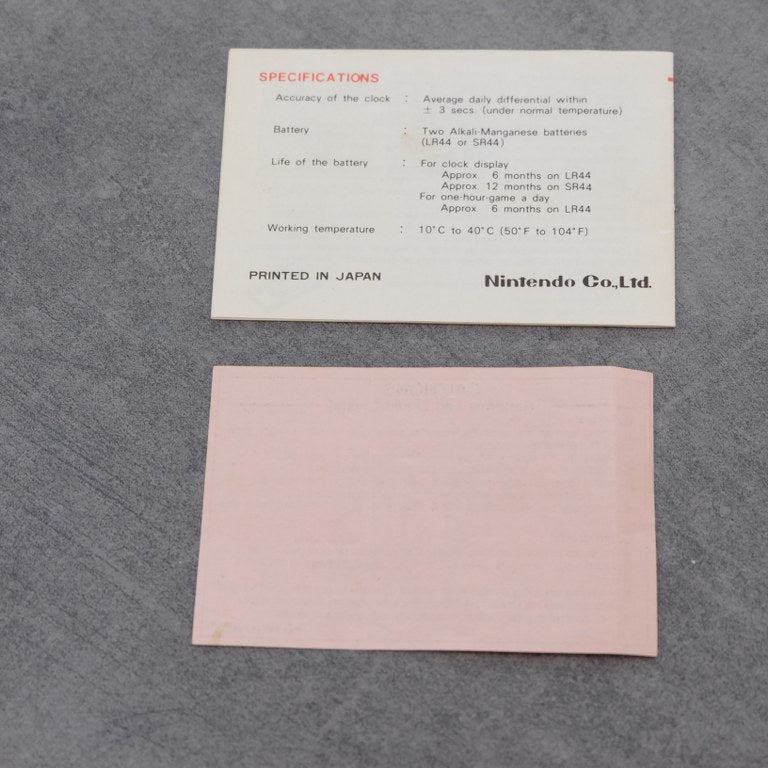 SPECIFICATIONS
Accuracy of the clock : Average daily differential within
± 3 secs (under normal temperature)
Battery : Two Alkali-Manganese batteries
(LR44 or SR44)
Life of the battery : For clock display
Approx. 6 months on LR44
Approx. 12 months on SR44
For one-hour-game a day
Approx. 6 months on LR44
Working temperature : 10°C to 40°C (50°F to 104°F)
PRINTED IN JAPAN Nintendo Co.,Ltd.